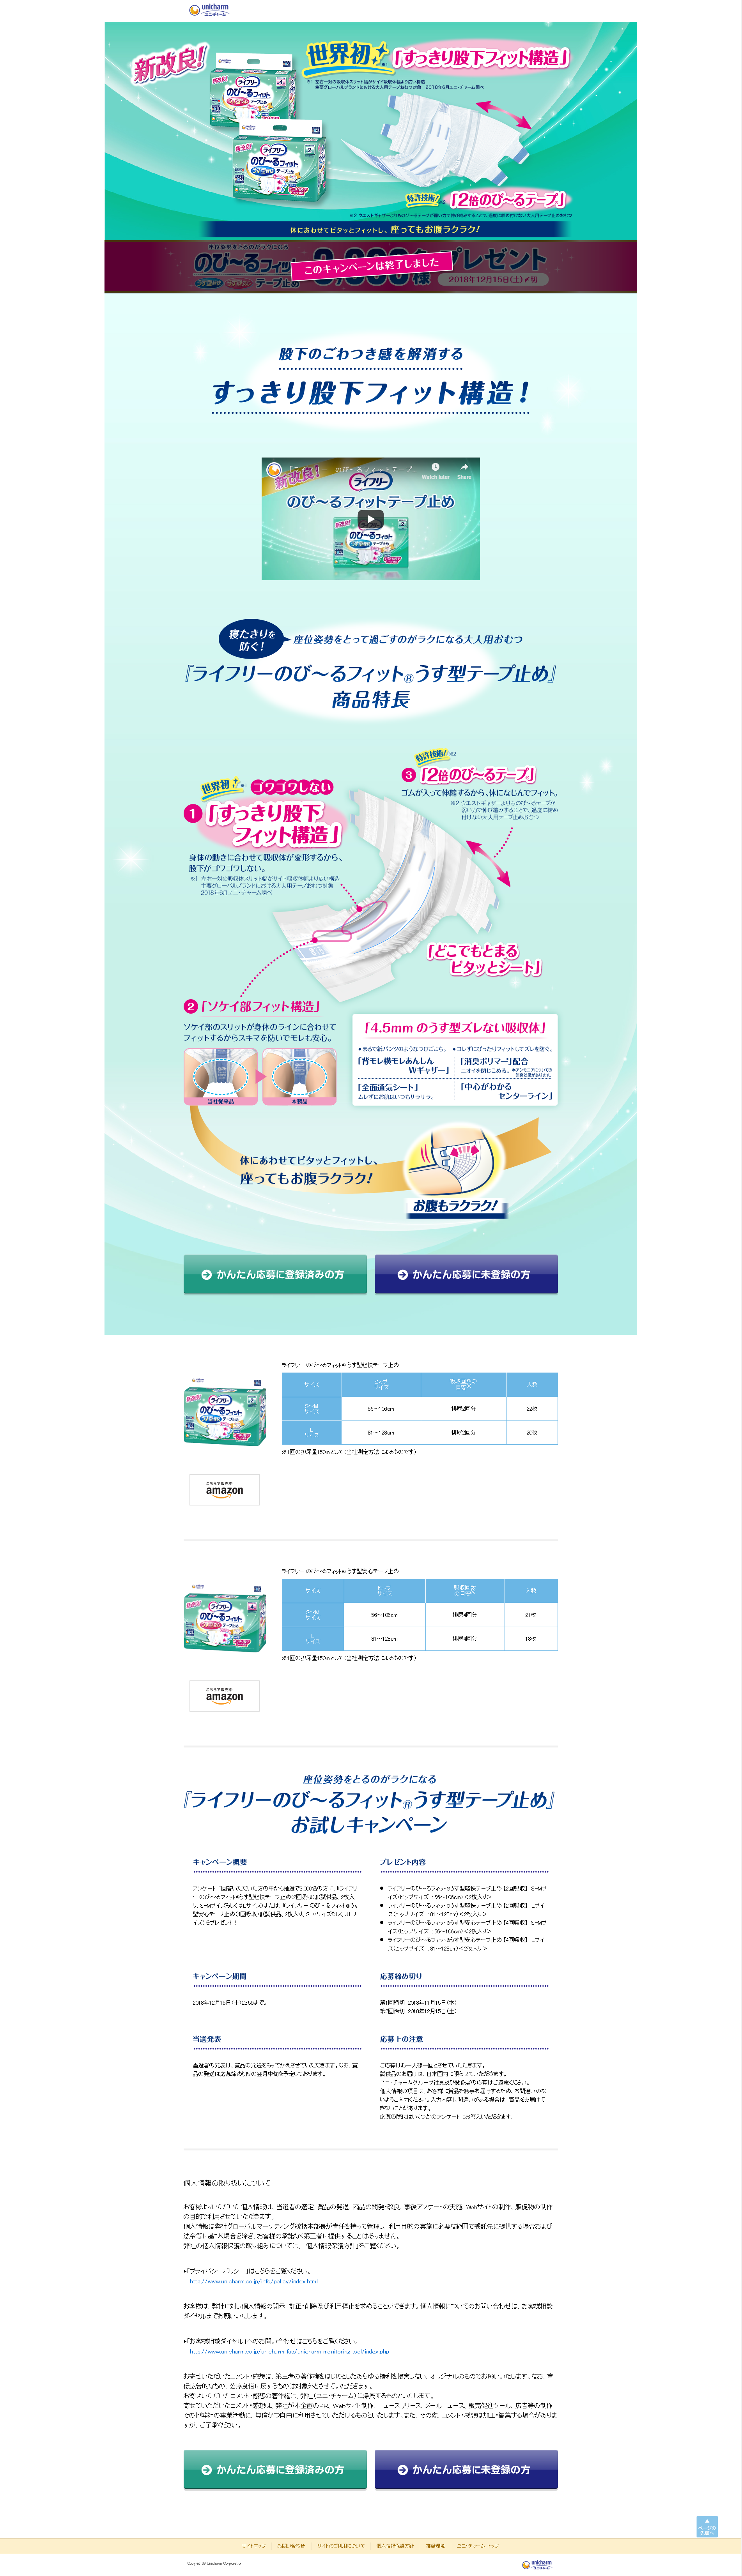 unicharm
ユニ・チャーム
新改良!
世界初※1「すっきり股下フィット構造」
※1 左右一対の吸収体スリット幅がサイド吸収体幅より広い構造
主要グローバルブランドにおける大人用テープおむつ対象 2018年6月ユニ・チャーム調べ
特許技術!「2倍のび〜るテープ」
※2 ウエストギャザーよりものび〜るテープが弱い力で伸び縮みすることで、過度に締め付けない大人用テープ止めおむつ
体にあわせてピタッとフィットし、座ってもお腹ラクラク!
座位姿勢をとるのがラクになる
のび〜るフィット
うす型軽快 うす型安心 テープ止め
プレゼント
2018年12月15日(土)〆切
このキャンペーンは終了しました
股下のごわつき感を解消する
すっきり股下フィット構造!
「ライフリー のび〜るフィットテープ...
Watch later
Share
新改良!
ライフリー
のび〜るフィットテープ止め
寝たきりを
防ぐ!
座位姿勢をとって過ごすのがラクになる大人用おむつ
『ライフリーのび〜るフィット®うす型テープ止め』
商品特長
世界初※1 ゴワゴワしない
1「すっきり股下
フィット構造」
身体の動きに合わせて吸収体が変形するから、
股下がゴワゴワしない。
※1 左右一対の吸収体スリット幅がサイド吸収体幅より広い構造
主要グローバルブランドにおける大人用テープおむつ対象
2018年6月ユニ・チャーム調べ
特許技術!※2
3「2倍のび〜るテープ」
ゴムが入って伸縮するから、体になじんでフィット。
※2 ウエストギャザーよりものび〜るテープが
弱い力で伸び縮みすることで、過度に締め
付けない大人用テープ止めおむつ
「どこでもとまる
ピタッとシート」
2「ソケイ部フィット構造」
ソケイ部のスリットが身体のラインに合わせて
フィットするからスキマを防いでモレも安心。
当社従来品
本製品
「4.5mmのうす型ズレない吸収体」
●まるで紙パンツのようなつけごこち。 ●コレずにぴったりフィットしてズレを防ぐ。
「背モレ横モレあんしん
Wギャザー」
「消臭ポリマー」配合
ニオイを閉じこめる。 ※アンモニアについての
消臭効果があります。
「全面通気シート」
ムレずにお肌はいつもサラサラ。
「中心がわかる
センターライン」
体にあわせてピタッとフィットし、
座ってもお腹ラクラク!
お腹もラクラク!
かんたん応募に登録済みの方
かんたん応募に未登録の方
ライフリー のび〜るフィット® うす型軽快テープ止め
サイズ ヒップサイズ 吸収回数の目安※ 入数
S〜Mサイズ 56〜106cm 排尿2回分 22枚
Lサイズ 81〜128cm 排尿2回分 20枚
※1回の排尿量150mlとして(当社測定方法によるものです)
こちらで販売中
amazon
ライフリー のび〜るフィット® うす型安心テープ止め
サイズ ヒップサイズ 吸収回数の目安※ 入数
S〜Mサイズ 56〜106cm 排尿4回分 21枚
Lサイズ 81〜128cm 排尿4回分 18枚
※1回の排尿量150mlとして(当社測定方法によるものです)
こちらで販売中
amazon
座位姿勢をとるのがラクになる
『ライフリーのび〜るフィット®うす型テープ止め』
お試しキャンペーン
キャンペーン概要
アンケートに回答いただいた方の中から抽選で3,000名の方に、『ライフリ
ー のび〜るフィット®うす型軽快テープ止め(2回吸収)』(試供品、2枚入
り、S-MサイズもしくはLサイズ)または、『ライフリー のび〜るフィット®うす
型安心テープ止め(4回吸収)』(試供品、2枚入り、S-MサイズもしくはLサ
イズ)をプレゼント!
プレゼント内容
● ライフリーのび〜るフィット®うす型軽快テープ止め【2回吸収】:S-Mサ
イズ(ヒップサイズ:56〜106cm)<2枚入り>
● ライフリーのび〜るフィット®うす型軽快テープ止め【2回吸収】:Lサイ
ズ(ヒップサイズ:81〜128cm)<2枚入り>
● ライフリーのび〜るフィット®うす型安心テープ止め【4回吸収】:S-Mサ
イズ(ヒップサイズ:56〜106cm)<2枚入り>
● ライフリーのび〜るフィット®うす型安心テープ止め【4回吸収】:Lサイ
ズ(ヒップサイズ:81〜128cm)<2枚入り>
キャンペーン期間
2018年12月15日(土)23:59まで。
応募締め切り
第1回締切 2018年11月15日(木)
第2回締切 2018年12月15日(土)
当選発表
当選者の発表は、賞品の発送をもってかえさせていただきます。なお、賞
品の発送は応募締め切りの翌月中旬を予定しております。
応募上の注意
ご応募はお一人様一回とさせていただきます。
試供品のお届けは、日本国内に限らせていただきます。
ユニ・チャームグループ社員及び関係者の応募はご遠慮ください。
個人情報の項目は、お客様に賞品を無事お届けするため、お間違いのな
いようご入力ください。入力内容に間違いがある場合は、賞品をお届けで
きないことがあります。
応募の際にはいくつかのアンケートにお答えいただきます。
個人情報の取り扱いについて
お客様よりいただいた個人情報は、当選者の選定、賞品の発送、商品の開発・改良、事後アンケートの実施、Webサイトの制作、販促物の制作
の目的で利用させていただきます。
個人情報は弊社グローバルマーケティング統括本部長が責任を持って管理し、利用目的の実施に必要な範囲で委託先に提供する場合および
法令等に基づく場合を除き、お客様の承諾なく第三者に提供することはありません。
弊社の個人情報保護の取り組みについては、「個人情報保護方針」をご覧ください。
▶「プライバシーポリシー」はこちらをご覧ください。
http://www.unicharm.co.jp/info/policy/index.html
お客様は、弊社に対し個人情報の開示、訂正・削除及び利用停止を求めることができます。個人情報についてのお問い合わせは、お客様相談
ダイヤルまでお願いいたします。
▶「お客様相談ダイヤル」へのお問い合わせはこちらをご覧ください。
http://www.unicharm.co.jp/unicharm_faq/unicharm_monitoring_tool/index.php
お寄せいただいたコメント・感想は、第三者の著作権をはじめとしたあらゆる権利を侵害しない、オリジナルのものでお願いいたします。なお、宣
伝広告的なもの、公序良俗に反するものは対象外とさせていただきます。
お寄せいただいたコメント・感想の著作権は、弊社(ユニ・チャーム)に帰属するものといたします。
寄せていただいたコメント・感想は、弊社が本企画のPR、Webサイト制作、ニュースリリース、メールニュース、販売促進ツール、広告等の制作
その他弊社の事業活動に、無償かつ自由に利用させていただけるものといたします。また、その際、コメント・感想は加工・編集する場合がありま
すが、ご了承ください。
かんたん応募に登録済みの方
かんたん応募に未登録の方
ページの
先頭へ
サイトマップ お問い合わせ サイトのご利用について 個人情報保護方針 推奨環境 ユニ・チャーム トップ
Copyright© Unicharm Corporation
unicharm
ユニ・チャーム